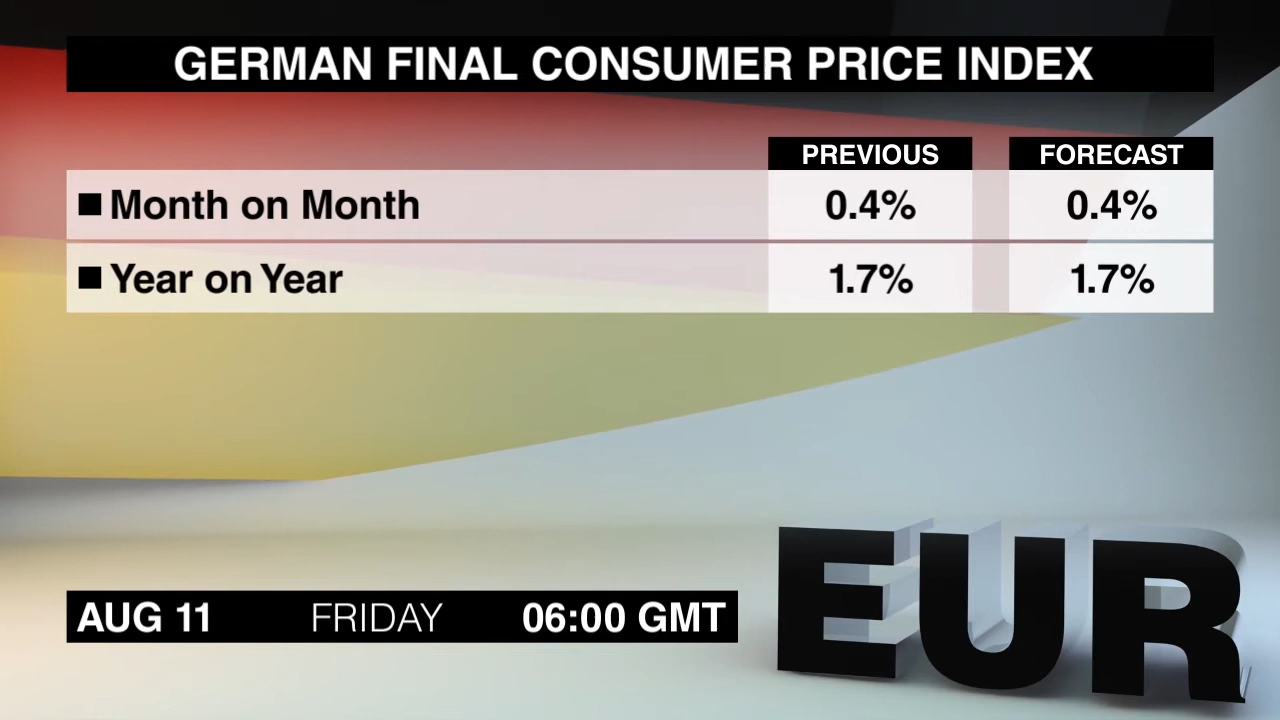 GERMAN FINAL CONSUMER PRICE INDEX
PREVIOUS FORECAST
Month on Month 0.4% 0.4%
Year on Year 1.7% 1.7%
AUG 11 FRIDAY 06:00 GMT
EUR